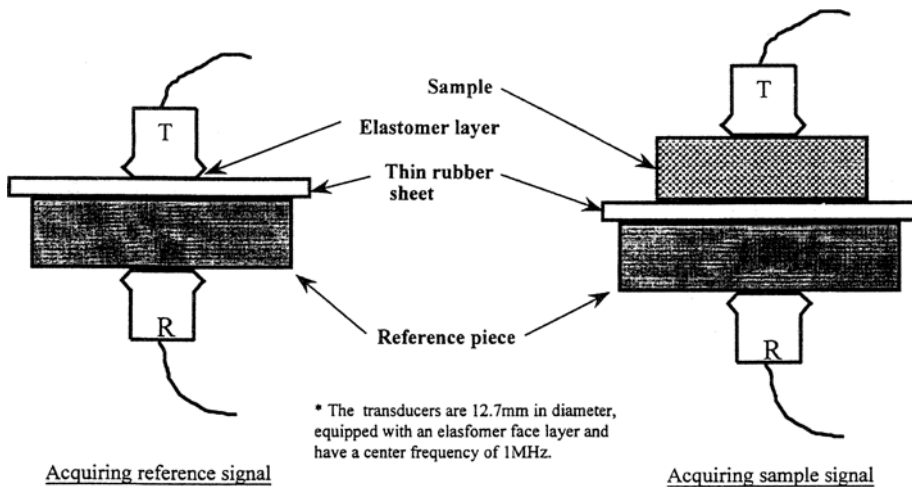 T
Elastomer layer
Thin rubber
sheet
R
Reference piece
Sample
T
R
* The transducers are 12.7mm in diameter,
equipped with an elasfomer face layer and
have a center frequency of 1MHz.
Acquiring reference signal
Acquiring sample signal